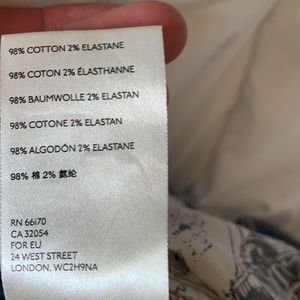 98% COTTON 2% ELASTANE
98% COTON 2% ÉLASTHANNE
98% BAUMWOLLE 2% ELASTAN
98% COTONE 2% ELASTAN
98% ALGODÓN 2% ELASTANE
98% 棉 2% 氨纶
RN 66170
CA 32054
FOR EU
24 WEST STREET
LONDON, WC2H9NA